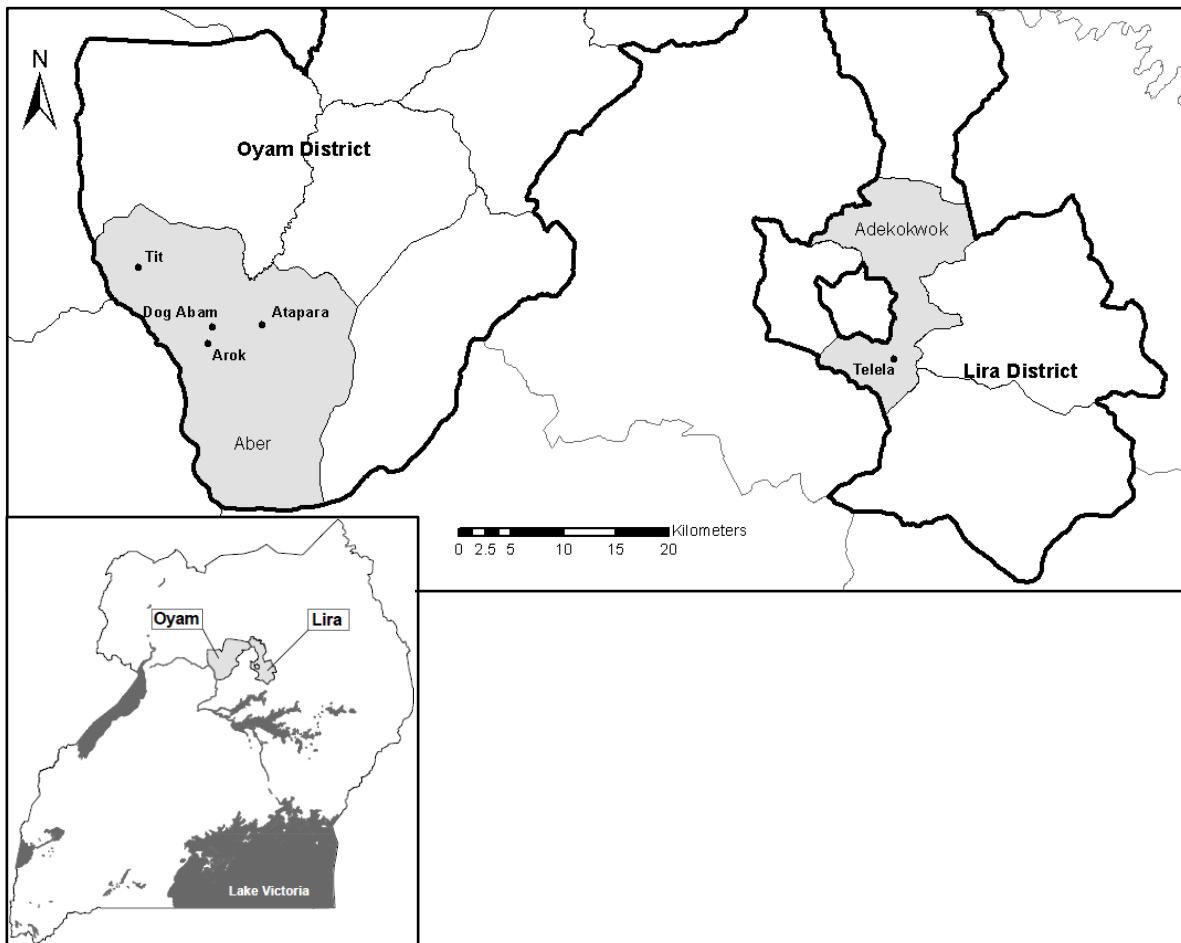 N
Oyam District
Adekokwok
Tit
Dog Abam
Atapara
Arok
Telela
Lira District
Aber
Kilometers
0 2.5 5 10 15 20
Oyam
Lira
Lake Victoria